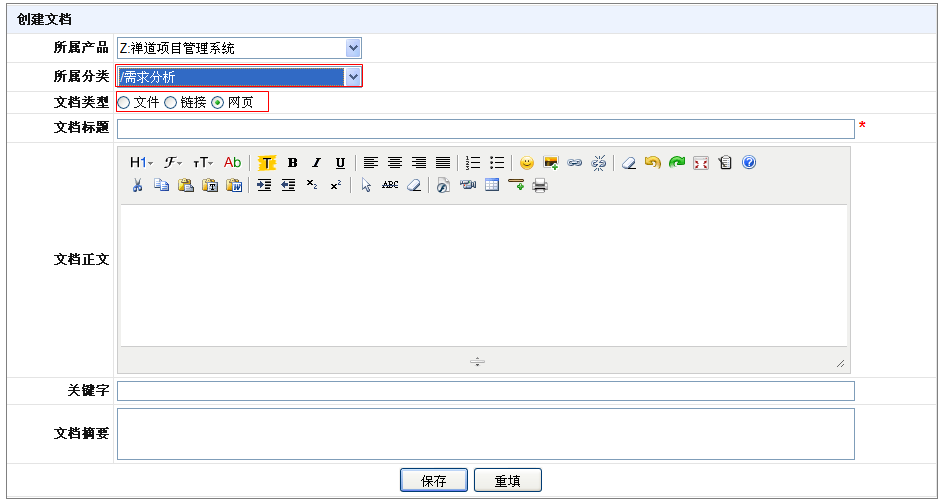 创建文档
所属产品 Z:禅道项目管理系统
所属分类 /需求分析
文档类型 文件 链接 网页
文档标题 *
H1 F тT Ab T B I U
ABC
文档正文
关键字
文档摘要
保存 重填